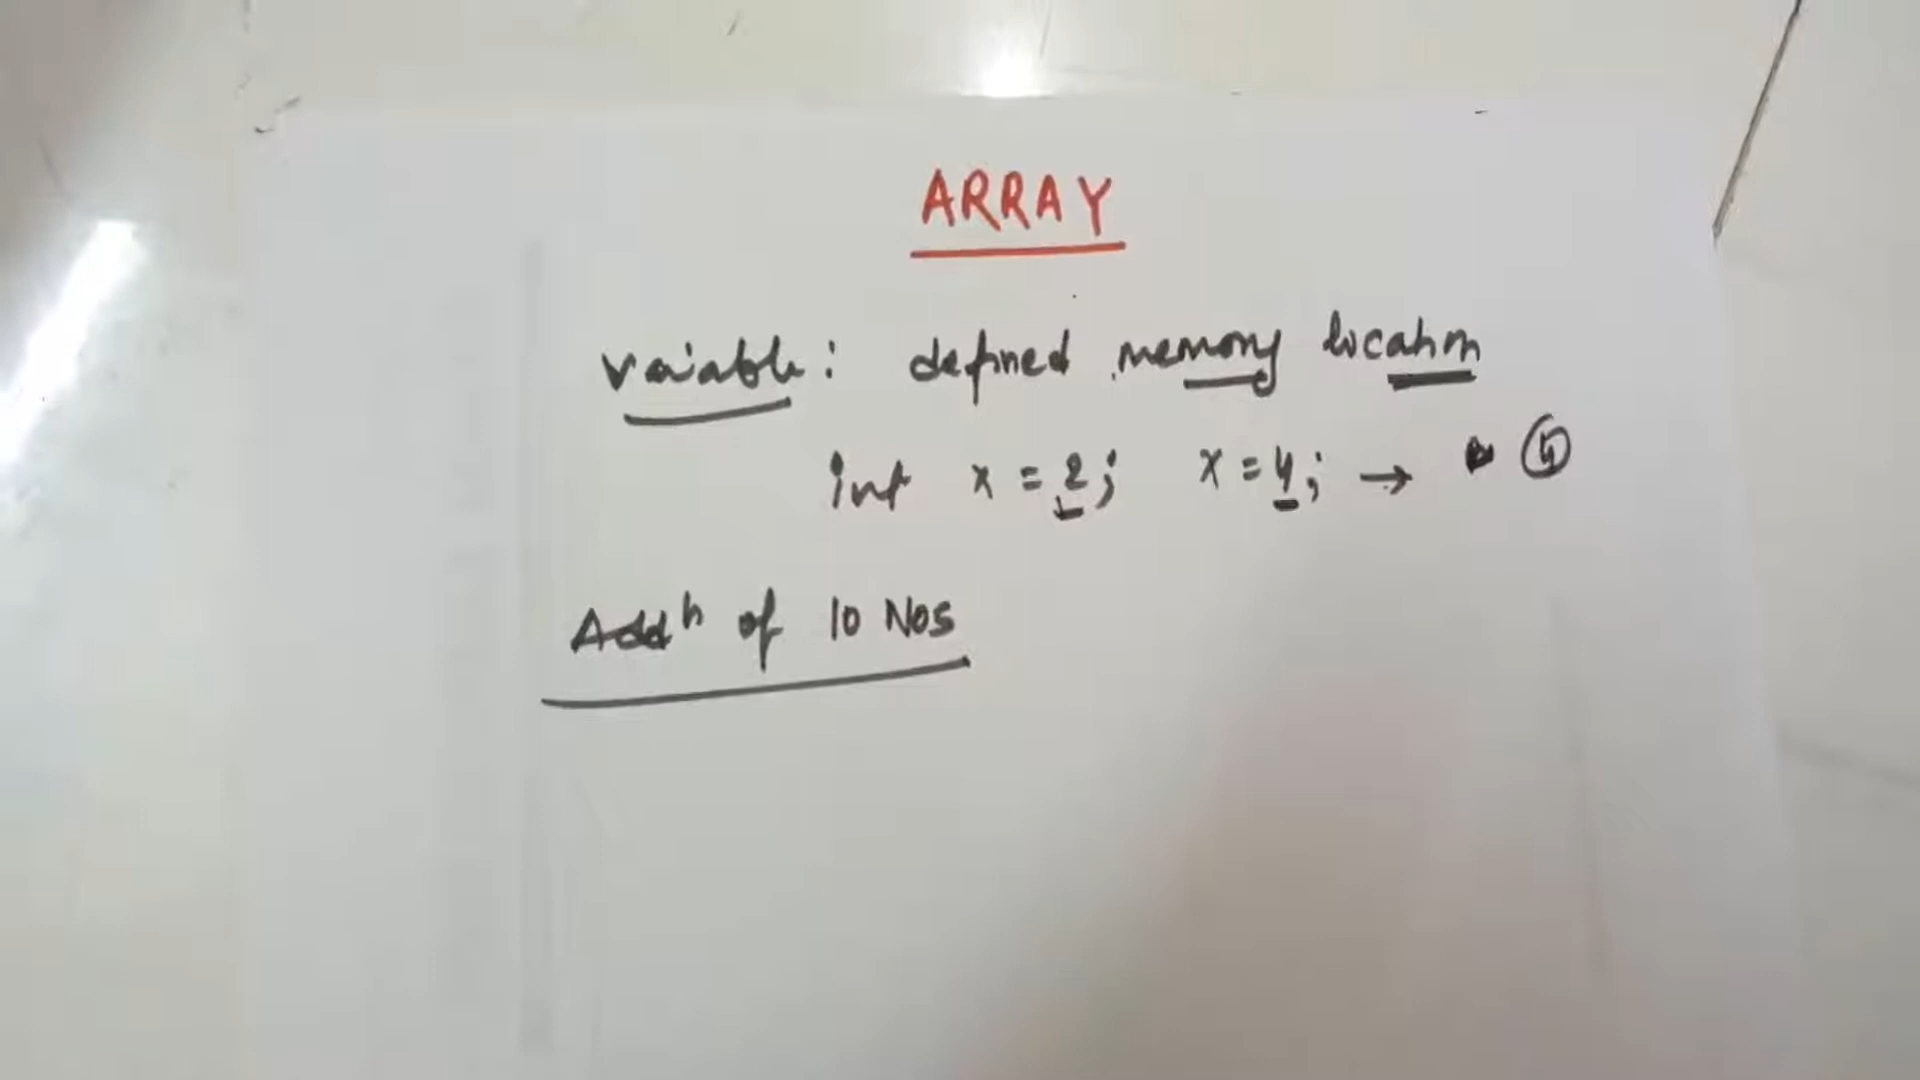 ARRAY
Variable: defined memory location
int x = 2; x = 4; → ④
Addⁿ of 10 Nos